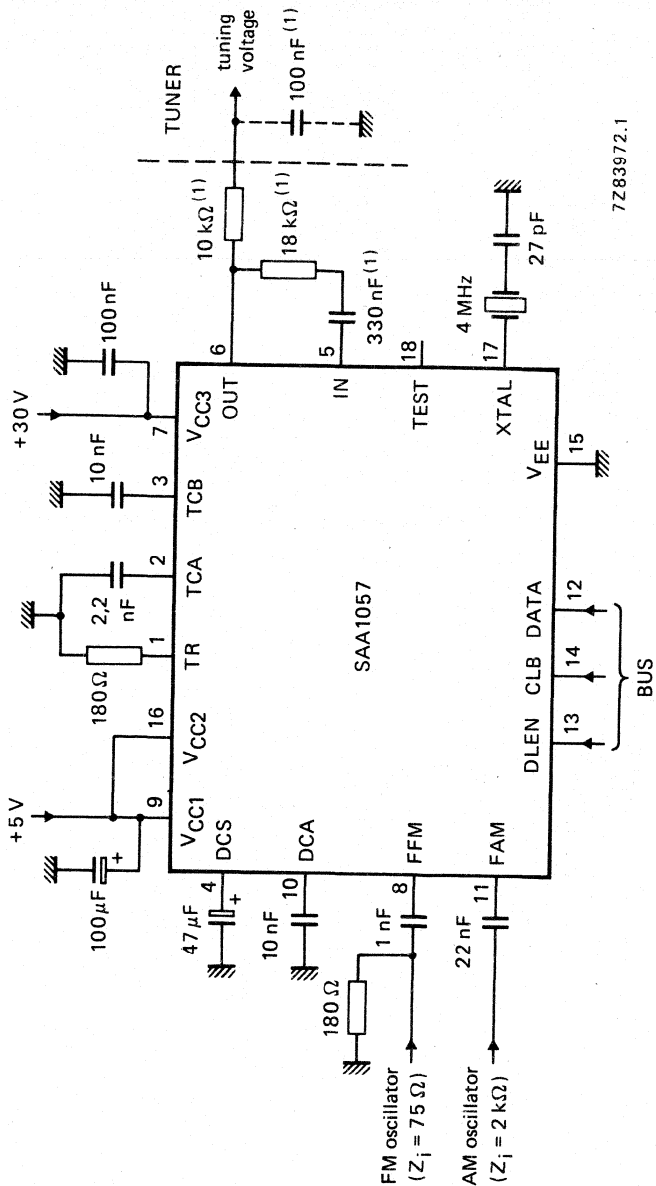 +5 V
+30 V
100 µF
+
180 Ω
2,2
nF
10 nF
100 nF
TUNER
tuning
voltage
100 nF (1)
10 kΩ (1)
18 kΩ (1)
330 nF (1)
9
16
1
2
3
7
VCC1
VCC2
TR
TCA
TCB
VCC3
6
OUT
5
IN
18
TEST
17
XTAL
4 MHz
27 pF
SAA1057
47 µF
+
4
DCS
10 nF
10
DCA
180 Ω
1 nF
8
FFM
22 nF
11
FAM
FM oscillator
(Zi = 75 Ω)
AM oscillator
(Zi = 2 kΩ)
DLEN
CLB
DATA
VEE
13
14
12
15
BUS
7Z83972.1